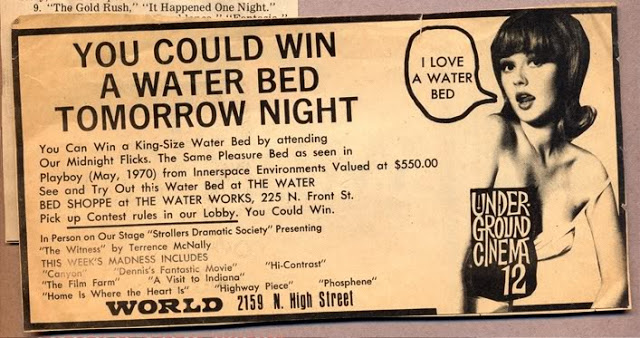 9. "The Gold Rush," "It Happened One Night."
"Fantasia"
YOU COULD WIN
A WATER BED
TOMORROW NIGHT
I LOVE
A WATER
BED
You Can Win a King-Size Water Bed by attending
Our Midnight Flicks. The Same Pleasure Bed as seen in
Playboy (May, 1970) from Innerspace Environments Valued at $550.00
See and Try Out this Water Bed at THE WATER
BED SHOPPE at THE WATER WORKS, 225 N. Front St.
Pick up Contest rules in our Lobby. You Could Win.
In Person on Our Stage "Strollers Dramatic Society" Presenting
"The Witness" by Terrence McNally
THIS WEEK'S MADNESS INCLUDES
"Canyon" "Dennis's Fantastic Movie" "Hi-Contrast"
"The Film Farm" "A Visit to Indiana"
"Home Is Where the Heart Is" "Highway Piece" "Phosphene"
WORLD 2159 N. High Street
UNDER
GROUND
CINEMA
12